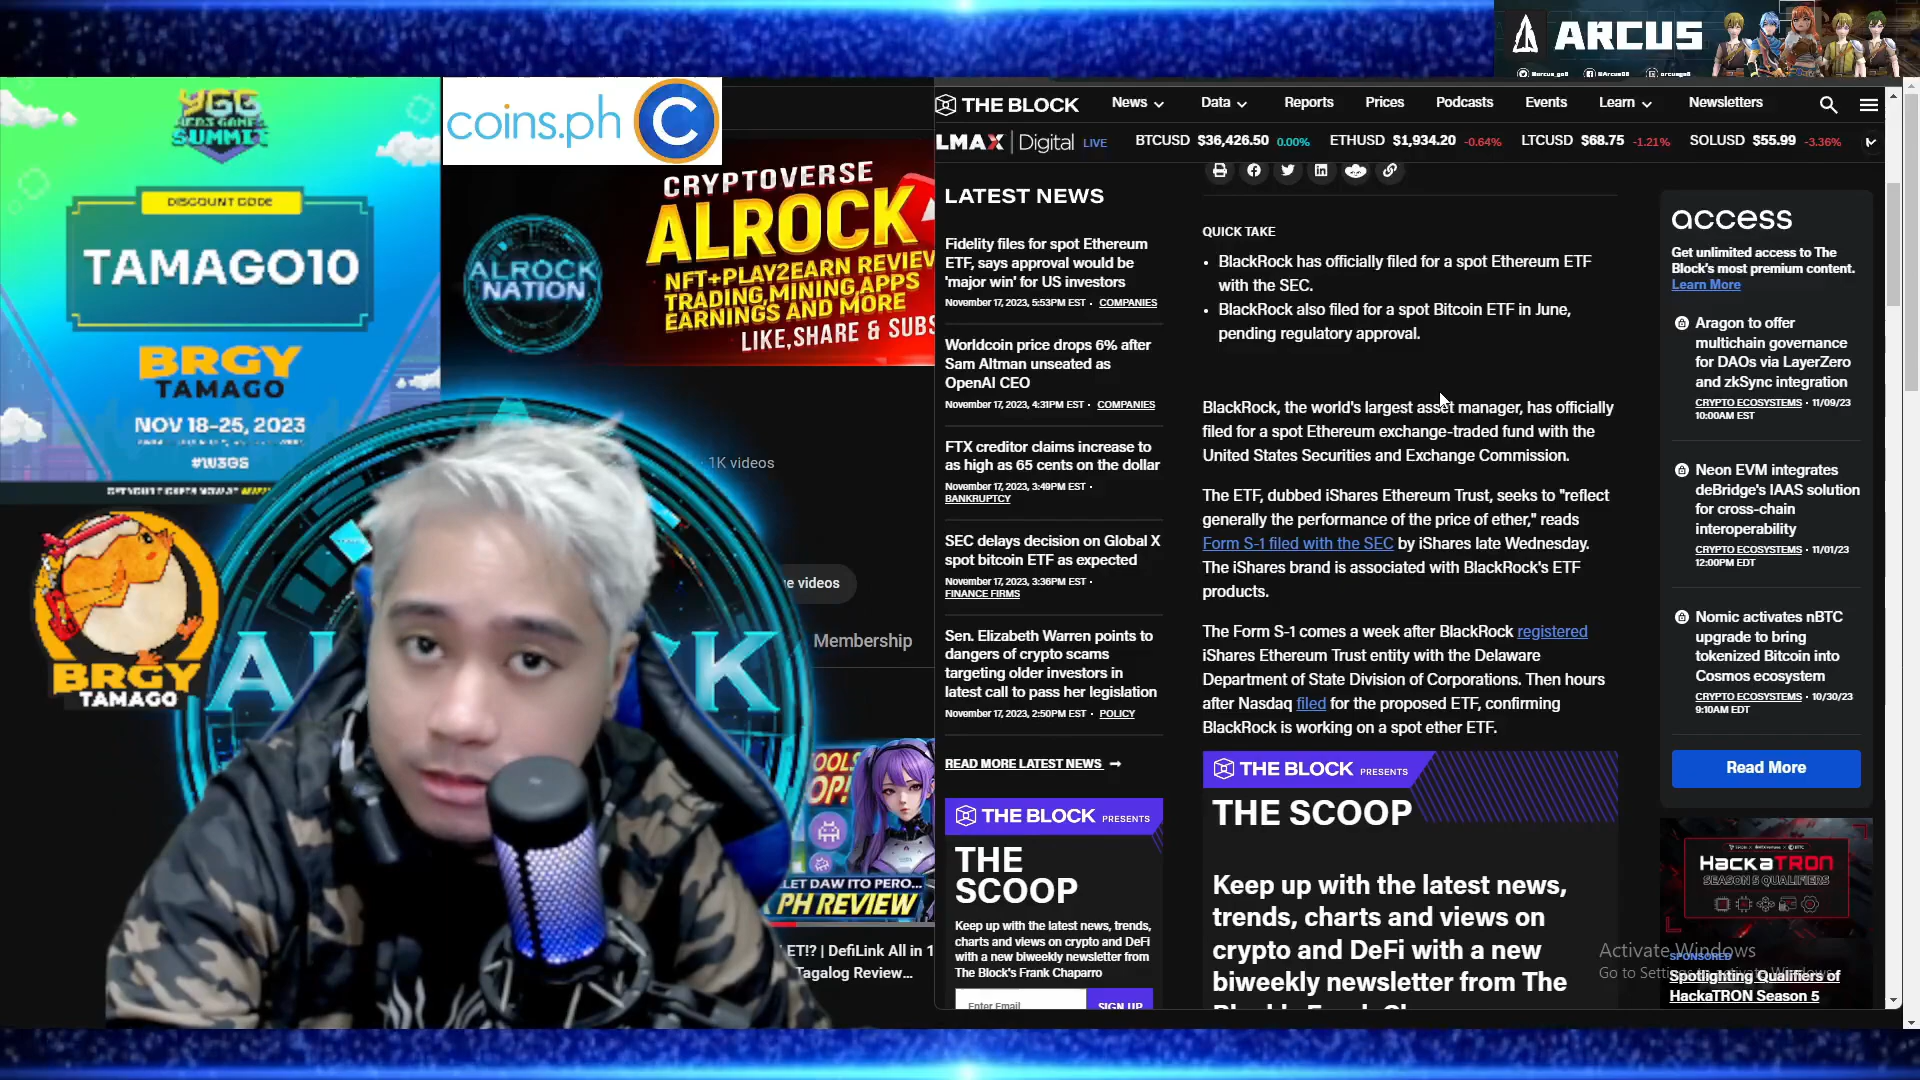 ARCUS
YGG
WEB3 GAMES
SUMMIT
DISCOUNT CODE
TAMAGO10
BRGY
TAMAGO
NOV 18-25, 2023
#W3GS
BRGY
TAMAGO
coins.ph
CRYPTOVERSE
ALROCK
NFT+PLAY2EARN REVIEW
TRADING,MINING,APPS
EARNINGS AND MORE
LIKE,SHARE & SUBS
ALROCK
NATION
1K videos
e videos
Membership
OOLS
OP!
LET DAW ITO PERO...
PH REVIEW
ET!? | DefiLink All in 1
Tagalog Review...
THE BLOCK
News
Data
Reports
Prices
Podcasts
Events
Learn
Newsletters
LMAX Digital LIVE
BTCUSD $36,426.50 0.00%
ETHUSD $1,934.20 -0.64%
LTCUSD $68.75 -1.21%
SOLUSD $55.99 -3.36%
LATEST NEWS
Fidelity files for spot Ethereum
ETF, says approval would be
'major win' for US investors
November 17, 2023, 5:53PM EST • COMPANIES
Worldcoin price drops 6% after
Sam Altman unseated as
OpenAI CEO
November 17, 2023, 4:31PM EST • COMPANIES
FTX creditor claims increase to
as high as 65 cents on the dollar
November 17, 2023, 3:49PM EST •
BANKRUPTCY
SEC delays decision on Global X
spot bitcoin ETF as expected
November 17, 2023, 3:36PM EST •
FINANCE FIRMS
Sen. Elizabeth Warren points to
dangers of crypto scams
targeting older investors in
latest call to pass her legislation
November 17, 2023, 2:50PM EST • POLICY
READ MORE LATEST NEWS →
THE BLOCK PRESENTS
THE
SCOOP
Keep up with the latest news, trends,
charts and views on crypto and DeFi
with a new biweekly newsletter from
The Block's Frank Chaparro
Enter Email
SIGN UP
QUICK TAKE
• BlackRock has officially filed for a spot Ethereum ETF
with the SEC.
• BlackRock also filed for a spot Bitcoin ETF in June,
pending regulatory approval.
BlackRock, the world's largest asset manager, has officially
filed for a spot Ethereum exchange-traded fund with the
United States Securities and Exchange Commission.
The ETF, dubbed iShares Ethereum Trust, seeks to "reflect
generally the performance of the price of ether," reads
Form S-1 filed with the SEC by iShares late Wednesday.
The iShares brand is associated with BlackRock's ETF
products.
The Form S-1 comes a week after BlackRock registered
iShares Ethereum Trust entity with the Delaware
Department of State Division of Corporations. Then hours
after Nasdaq filed for the proposed ETF, confirming
BlackRock is working on a spot ether ETF.
THE BLOCK PRESENTS
THE SCOOP
Keep up with the latest news,
trends, charts and views on
crypto and DeFi with a new
biweekly newsletter from The
access
Get unlimited access to The
Block's most premium content.
Learn More
Aragon to offer
multichain governance
for DAOs via LayerZero
and zkSync integration
CRYPTO ECOSYSTEMS • 11/09/23
10:00AM EST
Neon EVM integrates
deBridge's IAAS solution
for cross-chain
interoperability
CRYPTO ECOSYSTEMS • 11/01/23
12:00PM EDT
Nomic activates nBTC
upgrade to bring
tokenized Bitcoin into
Cosmos ecosystem
CRYPTO ECOSYSTEMS • 10/30/23
9:10AM EDT
Read More
HACKATRON
SEASON 5 QUALIFIERS
Activate Windows
SPONSORED
Spotlighting Qualifiers of
HackaTRON Season 5